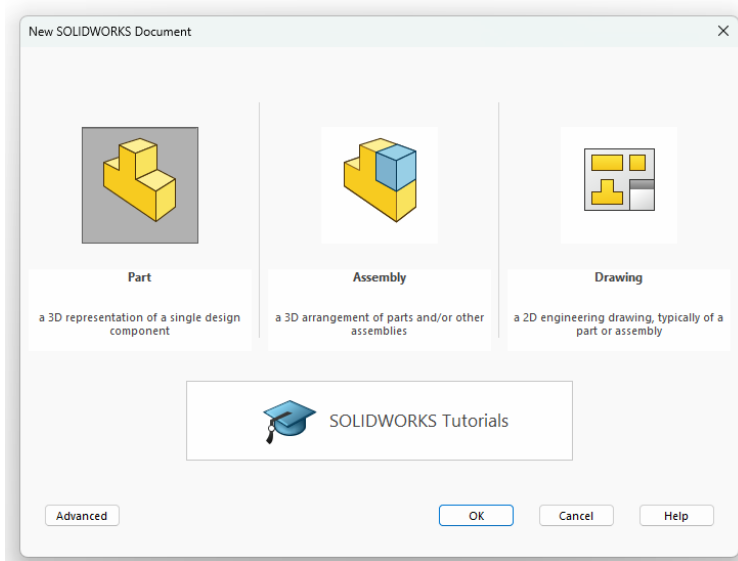 New SOLIDWORKS Document
Part
a 3D representation of a single design
component
Assembly
a 3D arrangement of parts and/or other
assemblies
Drawing
a 2D engineering drawing, typically of a
part or assembly
SOLIDWORKS Tutorials
Advanced
OK
Cancel
Help